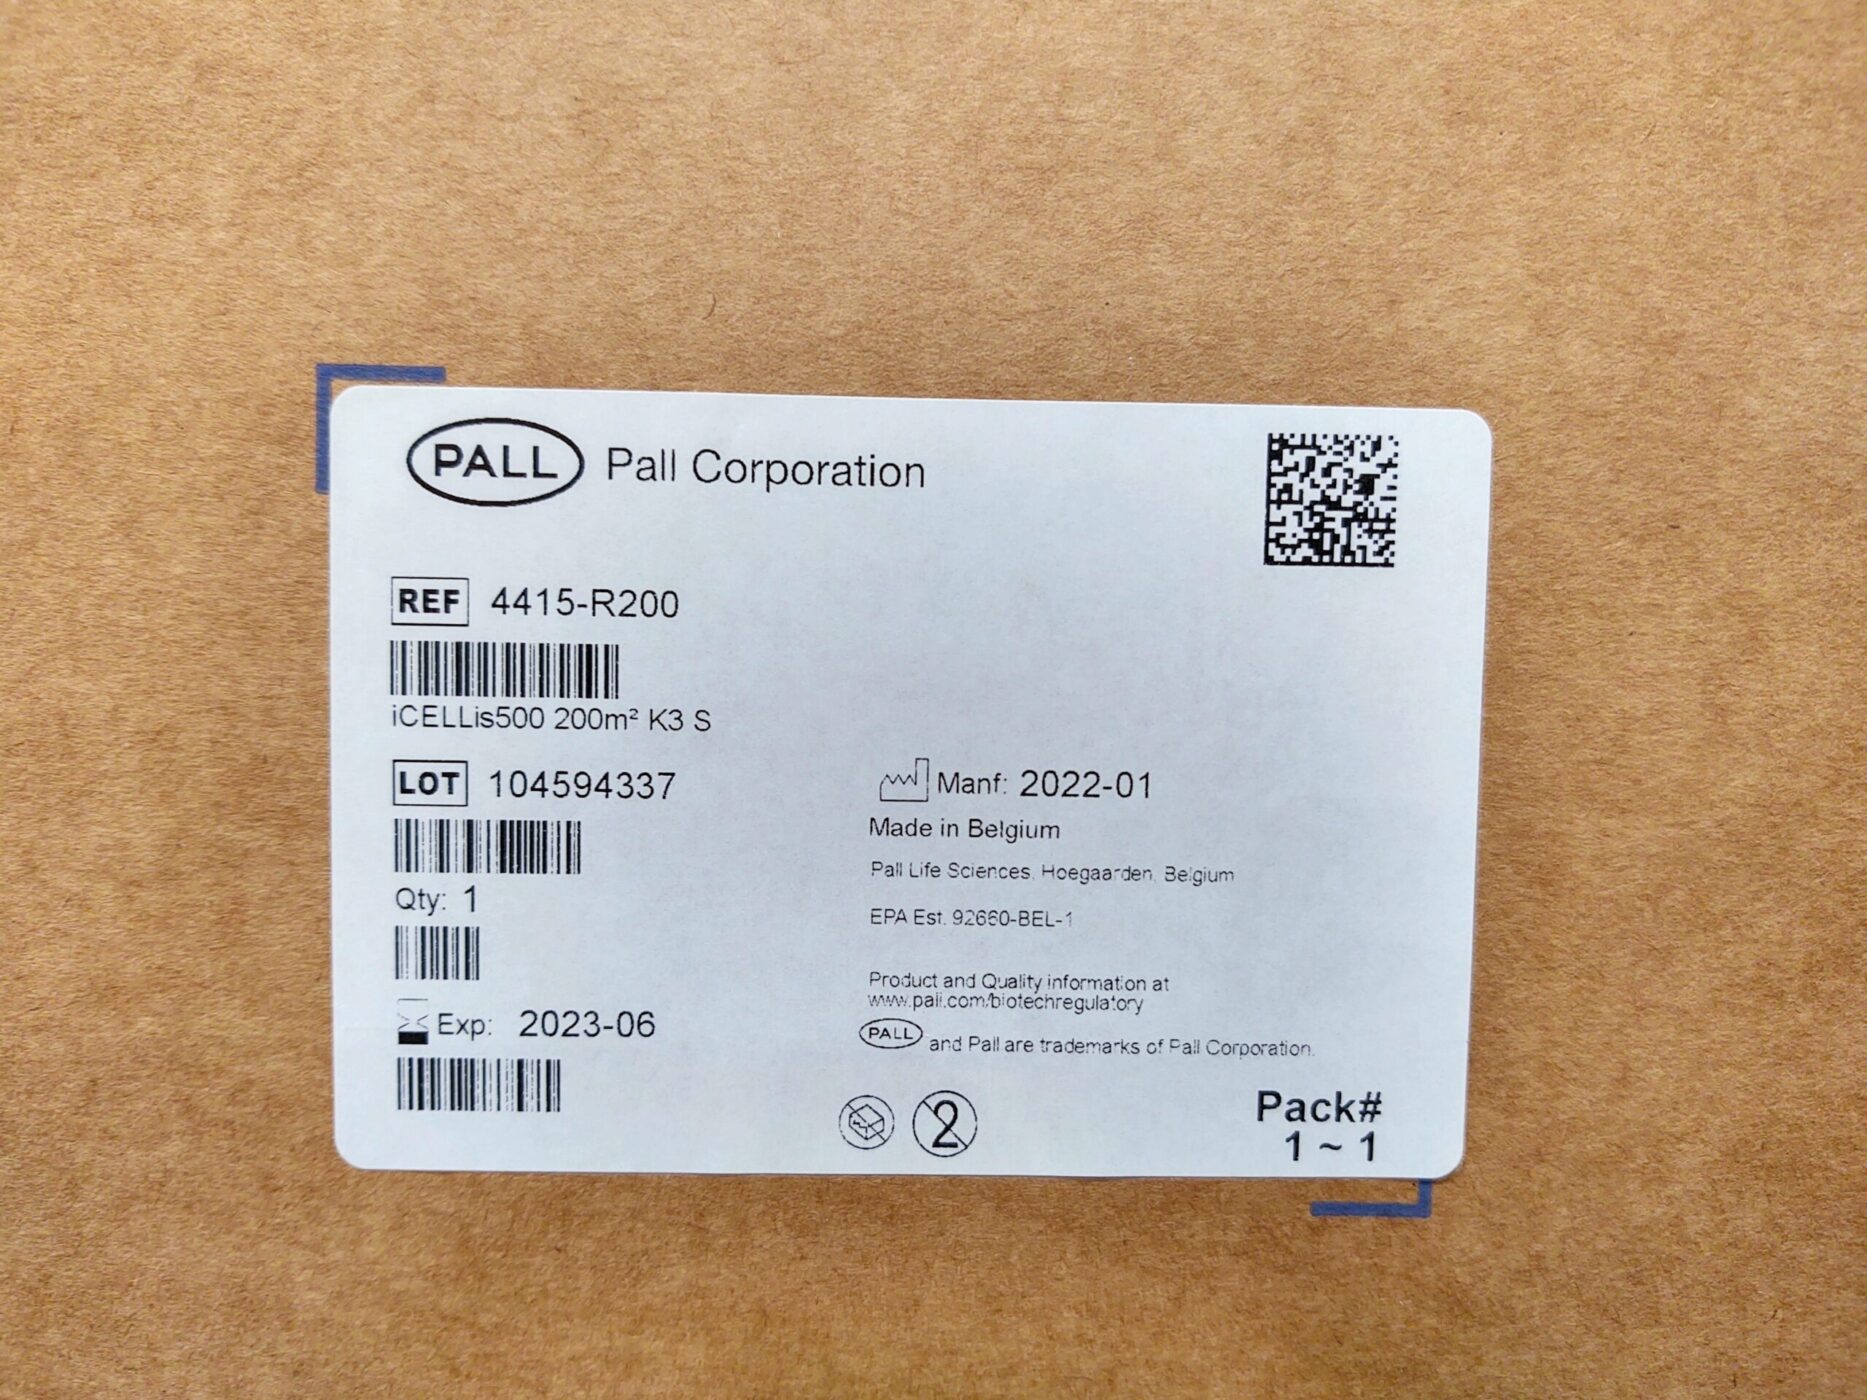 PALL Pall Corporation
REF 4415-R200
iCELLis500 200m² K3 S
LOT 104594337
Qty: 1
Exp: 2023-06
Manf: 2022-01
Made in Belgium
Pall Life Sciences, Hoegaarden, Belgium
EPA Est. 92660-BEL-1
Product and Quality information at
www.pall.com/biotechregulatory
PALL and Pall are trademarks of Pall Corporation.
2
Pack#
1 ~ 1